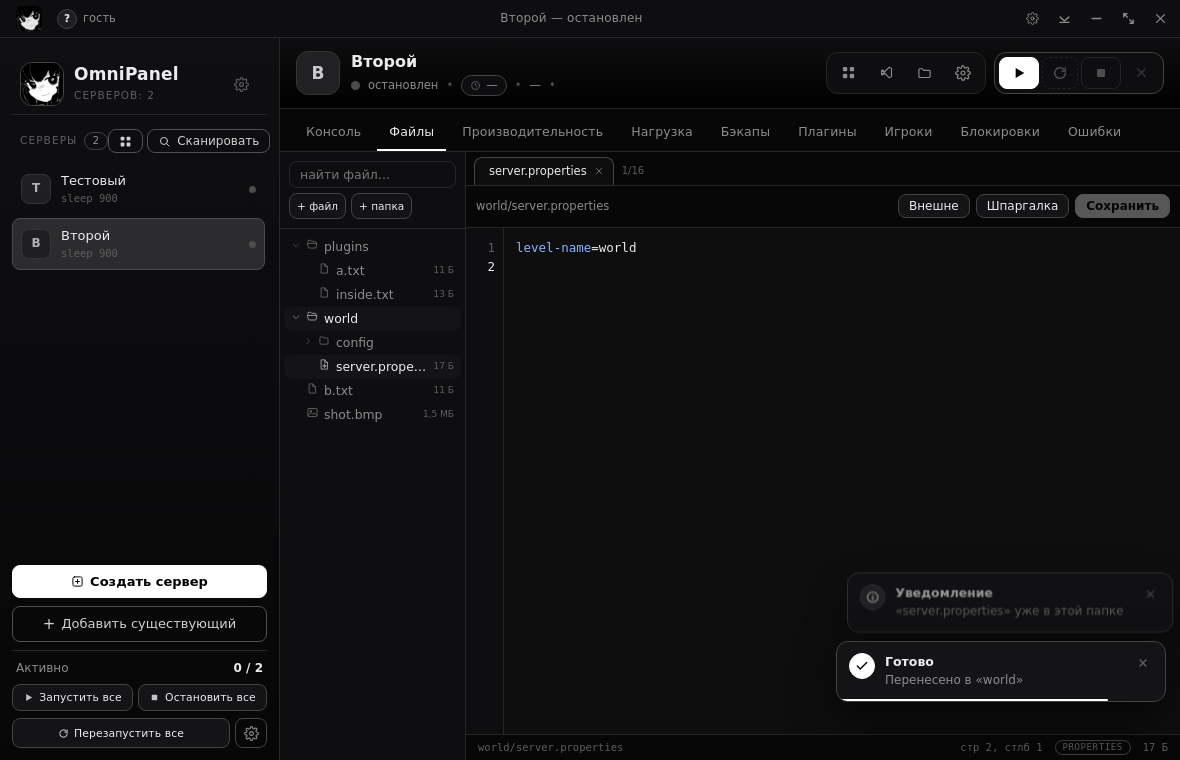 ? гость
Второй — остановлен
OmniPanel
СЕРВЕРОВ: 2
СЕРВЕРЫ 2
Сканировать
Т
Тестовый
sleep 900
В
Второй
sleep 900
Создать сервер
+ Добавить существующий
Активно 0 / 2
Запустить все
Остановить все
Перезапустить все
В
Второй
остановлен • — • — •
Консоль Файлы Производительность Нагрузка Бэкапы Плагины Игроки Блокировки Ошибки
найти файл…
+ файл + папка
plugins
a.txt 11 Б
inside.txt 13 Б
world
config
server.prope… 17 Б
b.txt 11 Б
shot.bmp 1,5 МБ
server.properties × 1/16
world/server.properties
Внешне Шпаргалка Сохранить
1 level-name=world
2
Уведомление
«server.properties» уже в этой папке
Готово
Перенесено в «world»
world/server.properties
стр 2, стлб 1 PROPERTIES 17 Б